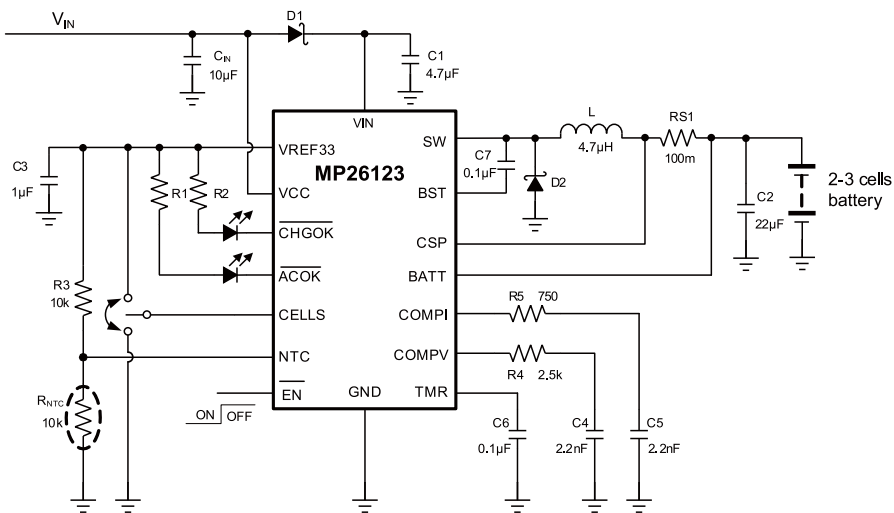 V_IN
D1
C_IN
10µF
C1
4.7µF
VIN
VREF33
SW
L
4.7µH
RS1
100m
MP26123
C3
1µF
R1
R2
VCC
C7
0.1µF
BST
D2
C2
22µF
2-3 cells
battery
CHGOK
CSP
ACOK
BATT
R3
10k
CELLS
COMPI
R5
750
NTC
COMPV
R4
2.5k
R_NTC
10k
EN
GND
TMR
ON
OFF
C6
0.1µF
C4
2.2nF
C5
2.2nF